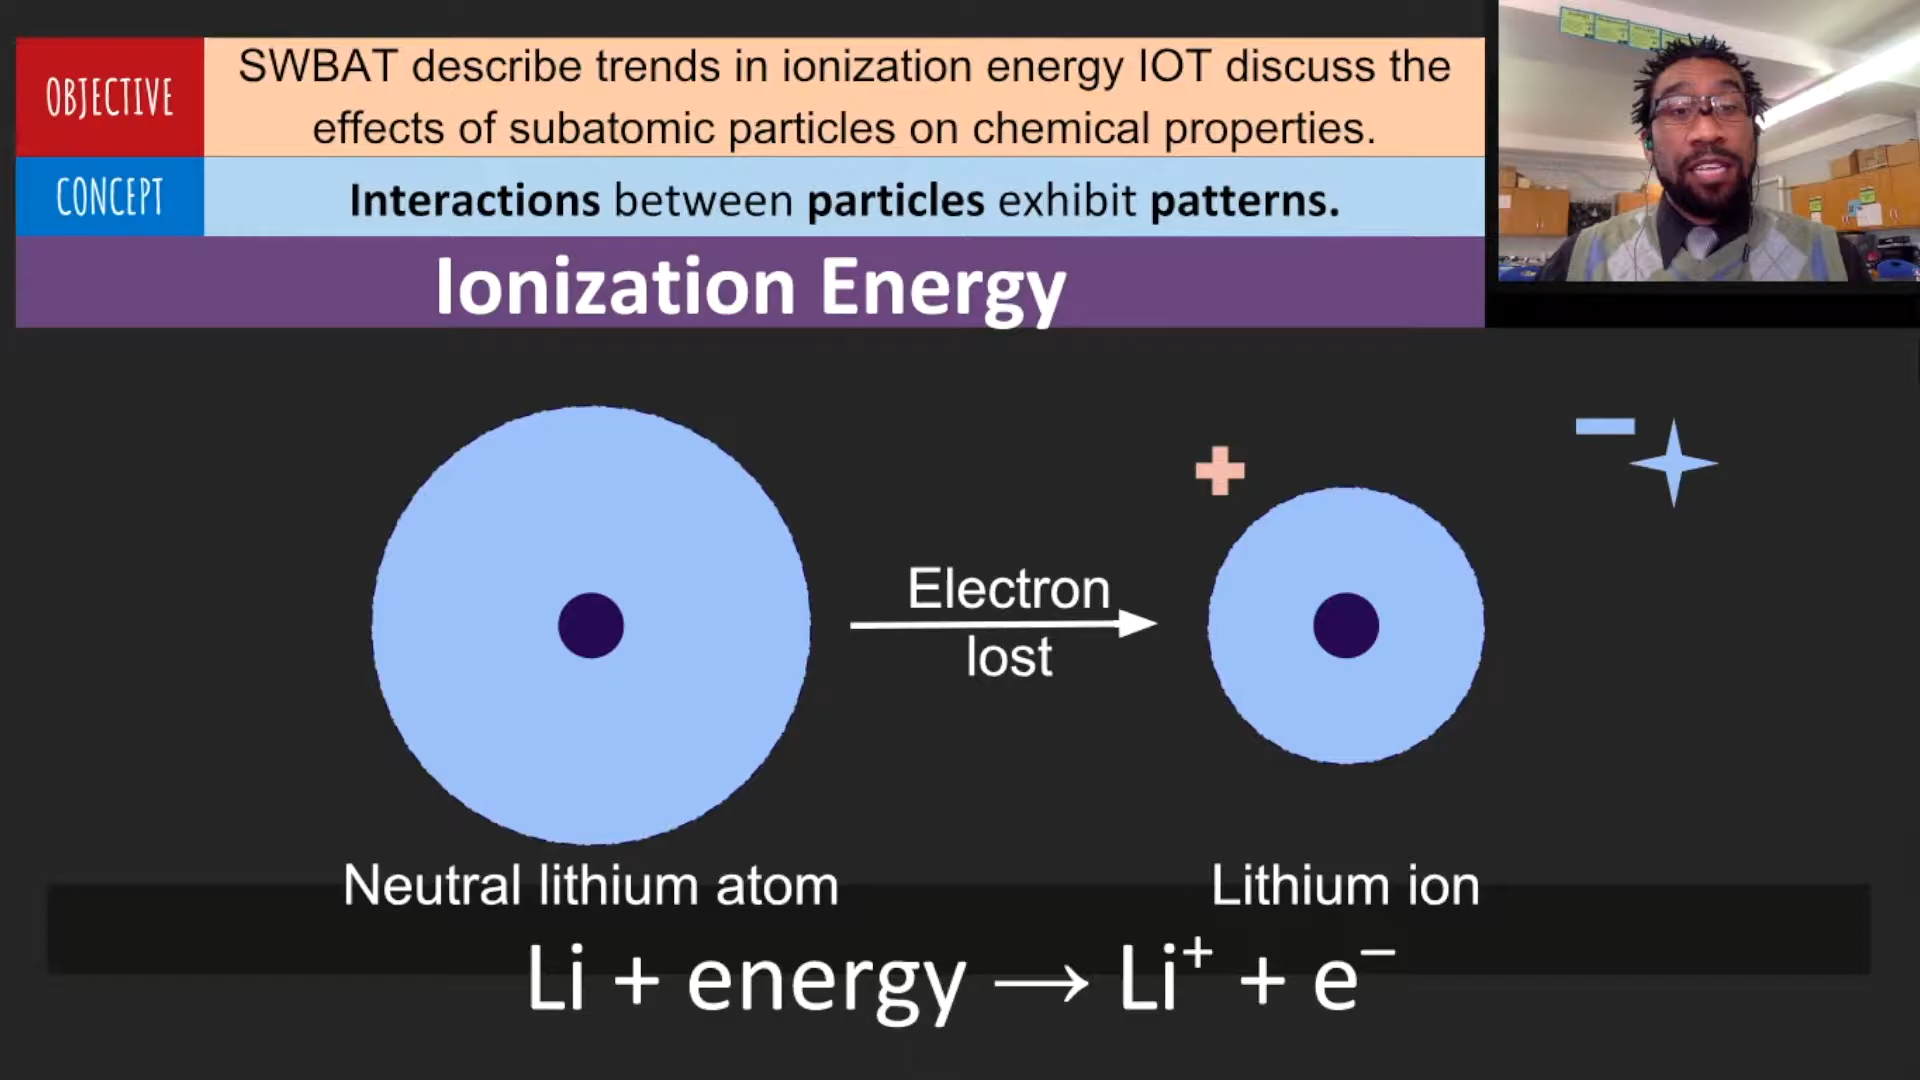 OBJECTIVE
SWBAT describe trends in ionization energy IOT discuss the
effects of subatomic particles on chemical properties.
CONCEPT
Interactions between particles exhibit patterns.
Ionization Energy
Electron
lost
Neutral lithium atom
Lithium ion
Li + energy → Li⁺ + e⁻